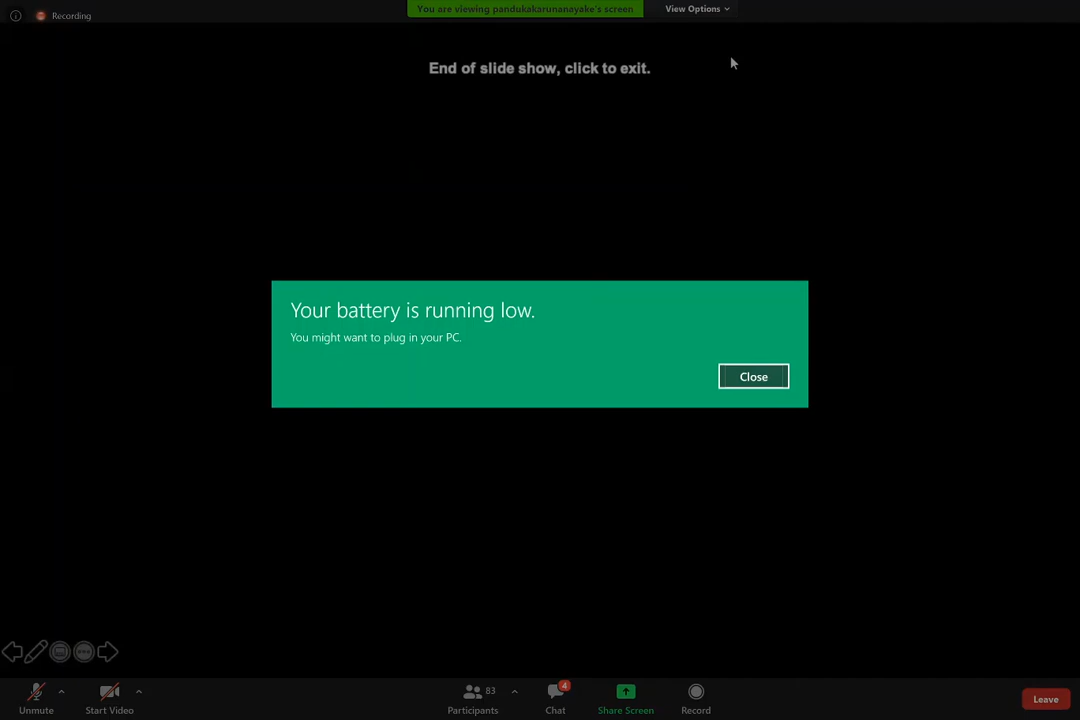 Recording
You are viewing pandukakarunanayake's screen
View Options
End of slide show, click to exit.
Your battery is running low.
You might want to plug in your PC.
Close
Unmute
Start Video
83
Participants
4
Chat
Share Screen
Record
Leave